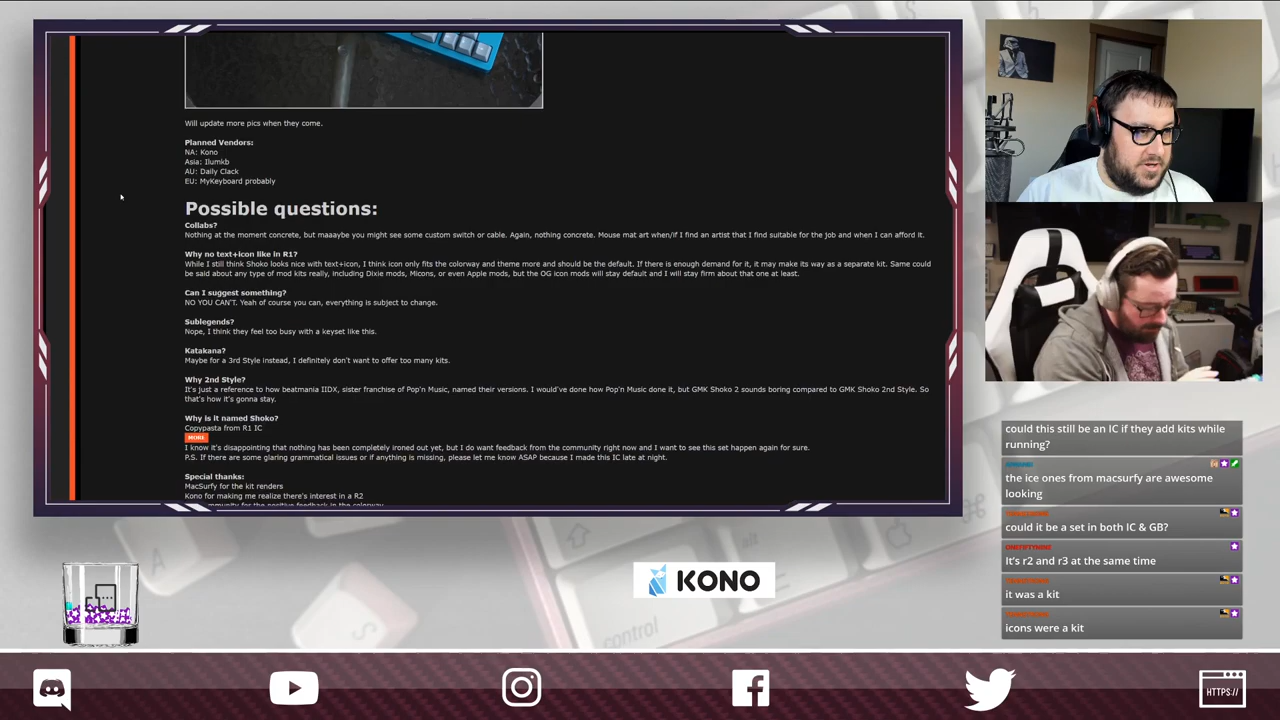 Will update more pics when they come.
Planned Vendors:
NA: Kono
Asia: Ilumkb
AU: Daily Clack
EU: MyKeyboard probably
Possible questions:
Collabs?
Nothing at the moment concrete, but maaaybe you might see some custom switch or cable. Again, nothing concrete. Mouse mat art when/if I find an artist that I find suitable for the job and when I can afford it.
Why no text+icon like in R1?
While I still think Shoko looks nice with text+icon, I think icon only fits the colorway and theme more and should be the default. If there is enough demand for it, it may make its way as a separate kit. Same could
be said about any type of mod kits really, including Dixie mods, Micons, or even Apple mods, but the OG icon mods will stay default and I will stay firm about that one at least.
Can I suggest something?
NO YOU CAN'T. Yeah of course you can, everything is subject to change.
Sublegends?
Nope, I think they feel too busy with a keyset like this.
Katakana?
Maybe for a 3rd Style instead, I definitely don't want to offer too many kits.
Why 2nd Style?
It's just a reference to how beatmania IIDX, sister franchise of Pop'n Music, named their versions. I would've done how Pop'n Music done it, but GMK Shoko 2 sounds boring compared to GMK Shoko 2nd Style. So
that's how it's gonna stay.
Why is it named Shoko?
Copypasta from R1 IC
MORE
I know it's disappointing that nothing has been completely ironed out yet, but I do want feedback from the community right now and I want to see this set happen again for sure.
P.S. If there are some glaring grammatical issues or if anything is missing, please let me know ASAP because I made this IC late at night.
Special thanks:
MacSurfy for the kit renders
Kono for making me realize there's interest in a R2
could this still be an IC if they add kits while
running?
the ice ones from macsurfy are awesome
looking
could it be a set in both IC & GB?
It's r2 and r3 at the same time
it was a kit
icons were a kit
KONO
control
HTTPS://